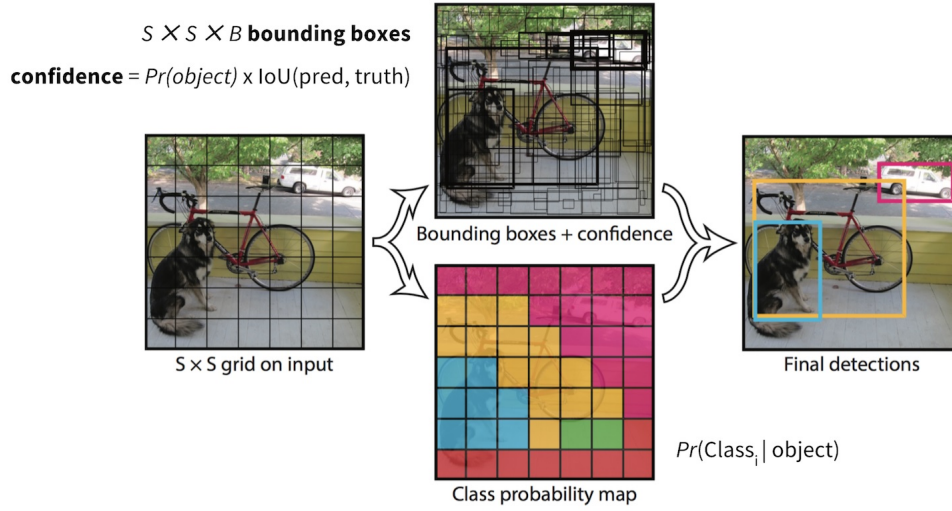 S × S × B bounding boxes
confidence = Pr(object) x IoU(pred, truth)
Bounding boxes + confidence
S × S grid on input
Final detections
Pr(Class_i | object)
Class probability map